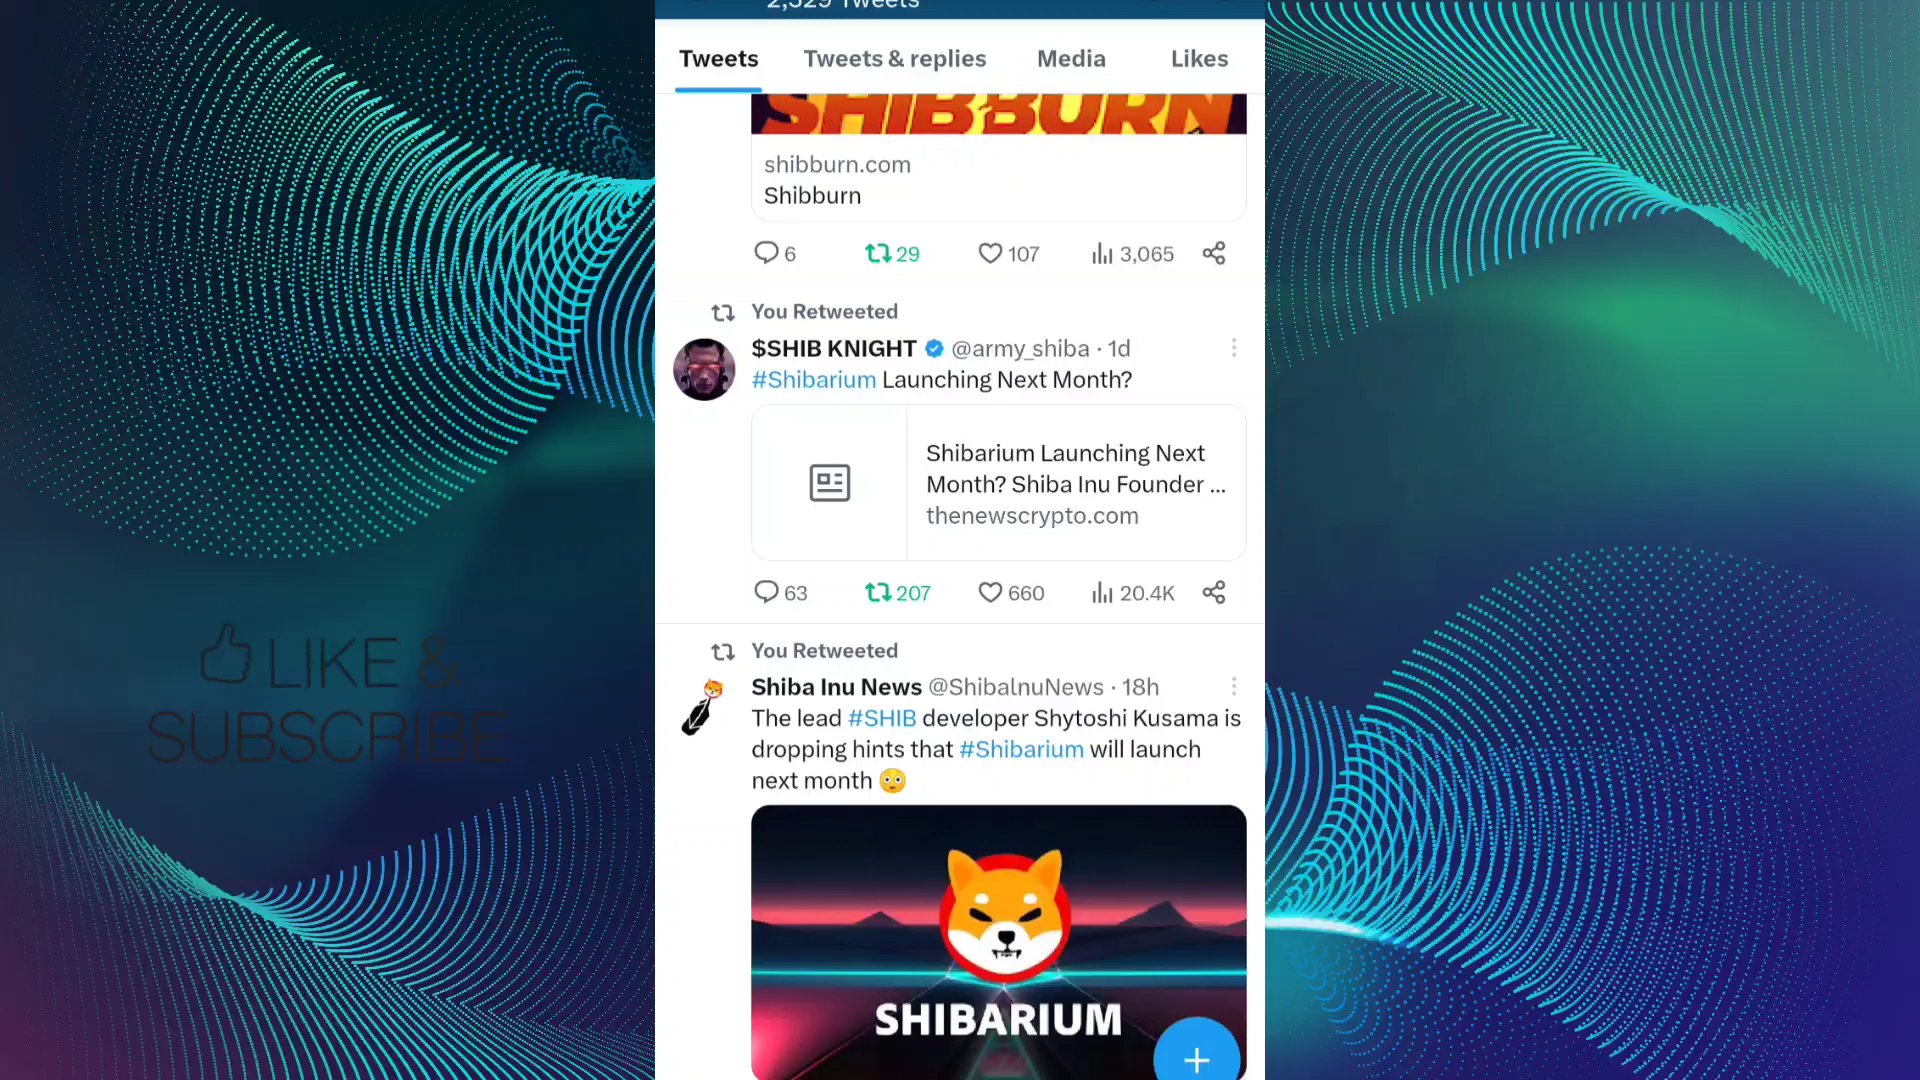 2,329 Tweets
Tweets Tweets & replies Media Likes
SHIBBURN
shibburn.com
Shibburn
6 29 107 3,065
You Retweeted
$SHIB KNIGHT @army_shiba · 1d
#Shibarium Launching Next Month?
Shibarium Launching Next
Month? Shiba Inu Founder ...
thenewscrypto.com
63 207 660 20.4K
You Retweeted
Shiba Inu News @ShibaInuNews · 18h
The lead #SHIB developer Shytoshi Kusama is
dropping hints that #Shibarium will launch
next month 😳
SHIBARIUM
LIKE &
SUBSCRIBE